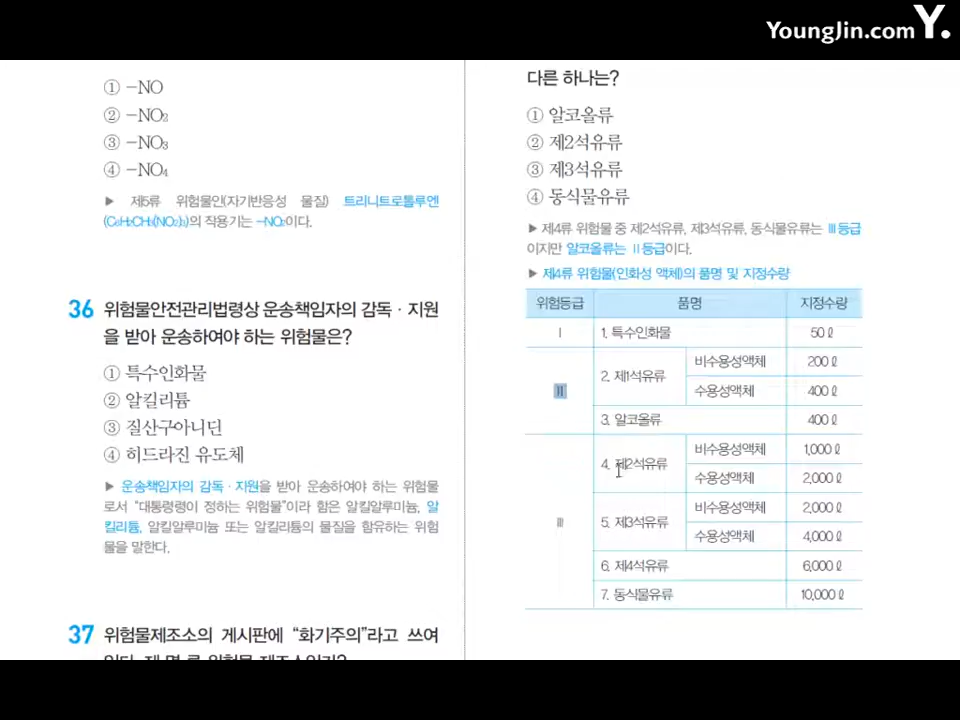 YoungJin.com Y.
① -NO
② -NO₂
③ -NO₃
④ -NO₄
▶ 제5류 위험물인(자기반응성 물질) 트리니트로톨루엔
(C₆H₂CH₃(NO₂)₃)의 작용기는 -NO₂이다.
36 위험물안전관리법령상 운송책임자의 감독·지원
을 받아 운송하여야 하는 위험물은?
① 특수인화물
② 알킬리튬
③ 질산구아니딘
④ 히드라진 유도체
▶ 운송책임자의 감독·지원을 받아 운송하여야 하는 위험물
로서 “대통령령이 정하는 위험물”이라 함은 알킬알루미늄, 알
킬리튬, 알킬알루미늄 또는 알킬리튬의 물질을 함유하는 위험
물을 말한다.
37 위험물제조소의 게시판에 “화기주의”라고 쓰여
다른 하나는?
① 알코올류
② 제2석유류
③ 제3석유류
④ 동식물유류
▶ 제4류 위험물 중 제2석유류, 제3석유류, 동식물유류는 Ⅲ등급
이지만 알코올류는 Ⅱ등급이다.
▶ 제4류 위험물(인화성 액체)의 품명 및 지정수량
위험등급 품명 지정수량
Ⅰ 1. 특수인화물 50ℓ
Ⅱ 2. 제1석유류 비수용성액체 200ℓ
수용성액체 400ℓ
3. 알코올류 400ℓ
Ⅲ 4. 제2석유류 비수용성액체 1,000ℓ
수용성액체 2,000ℓ
5. 제3석유류 비수용성액체 2,000ℓ
수용성액체 4,000ℓ
6. 제4석유류 6,000ℓ
7. 동식물유류 10,000ℓ